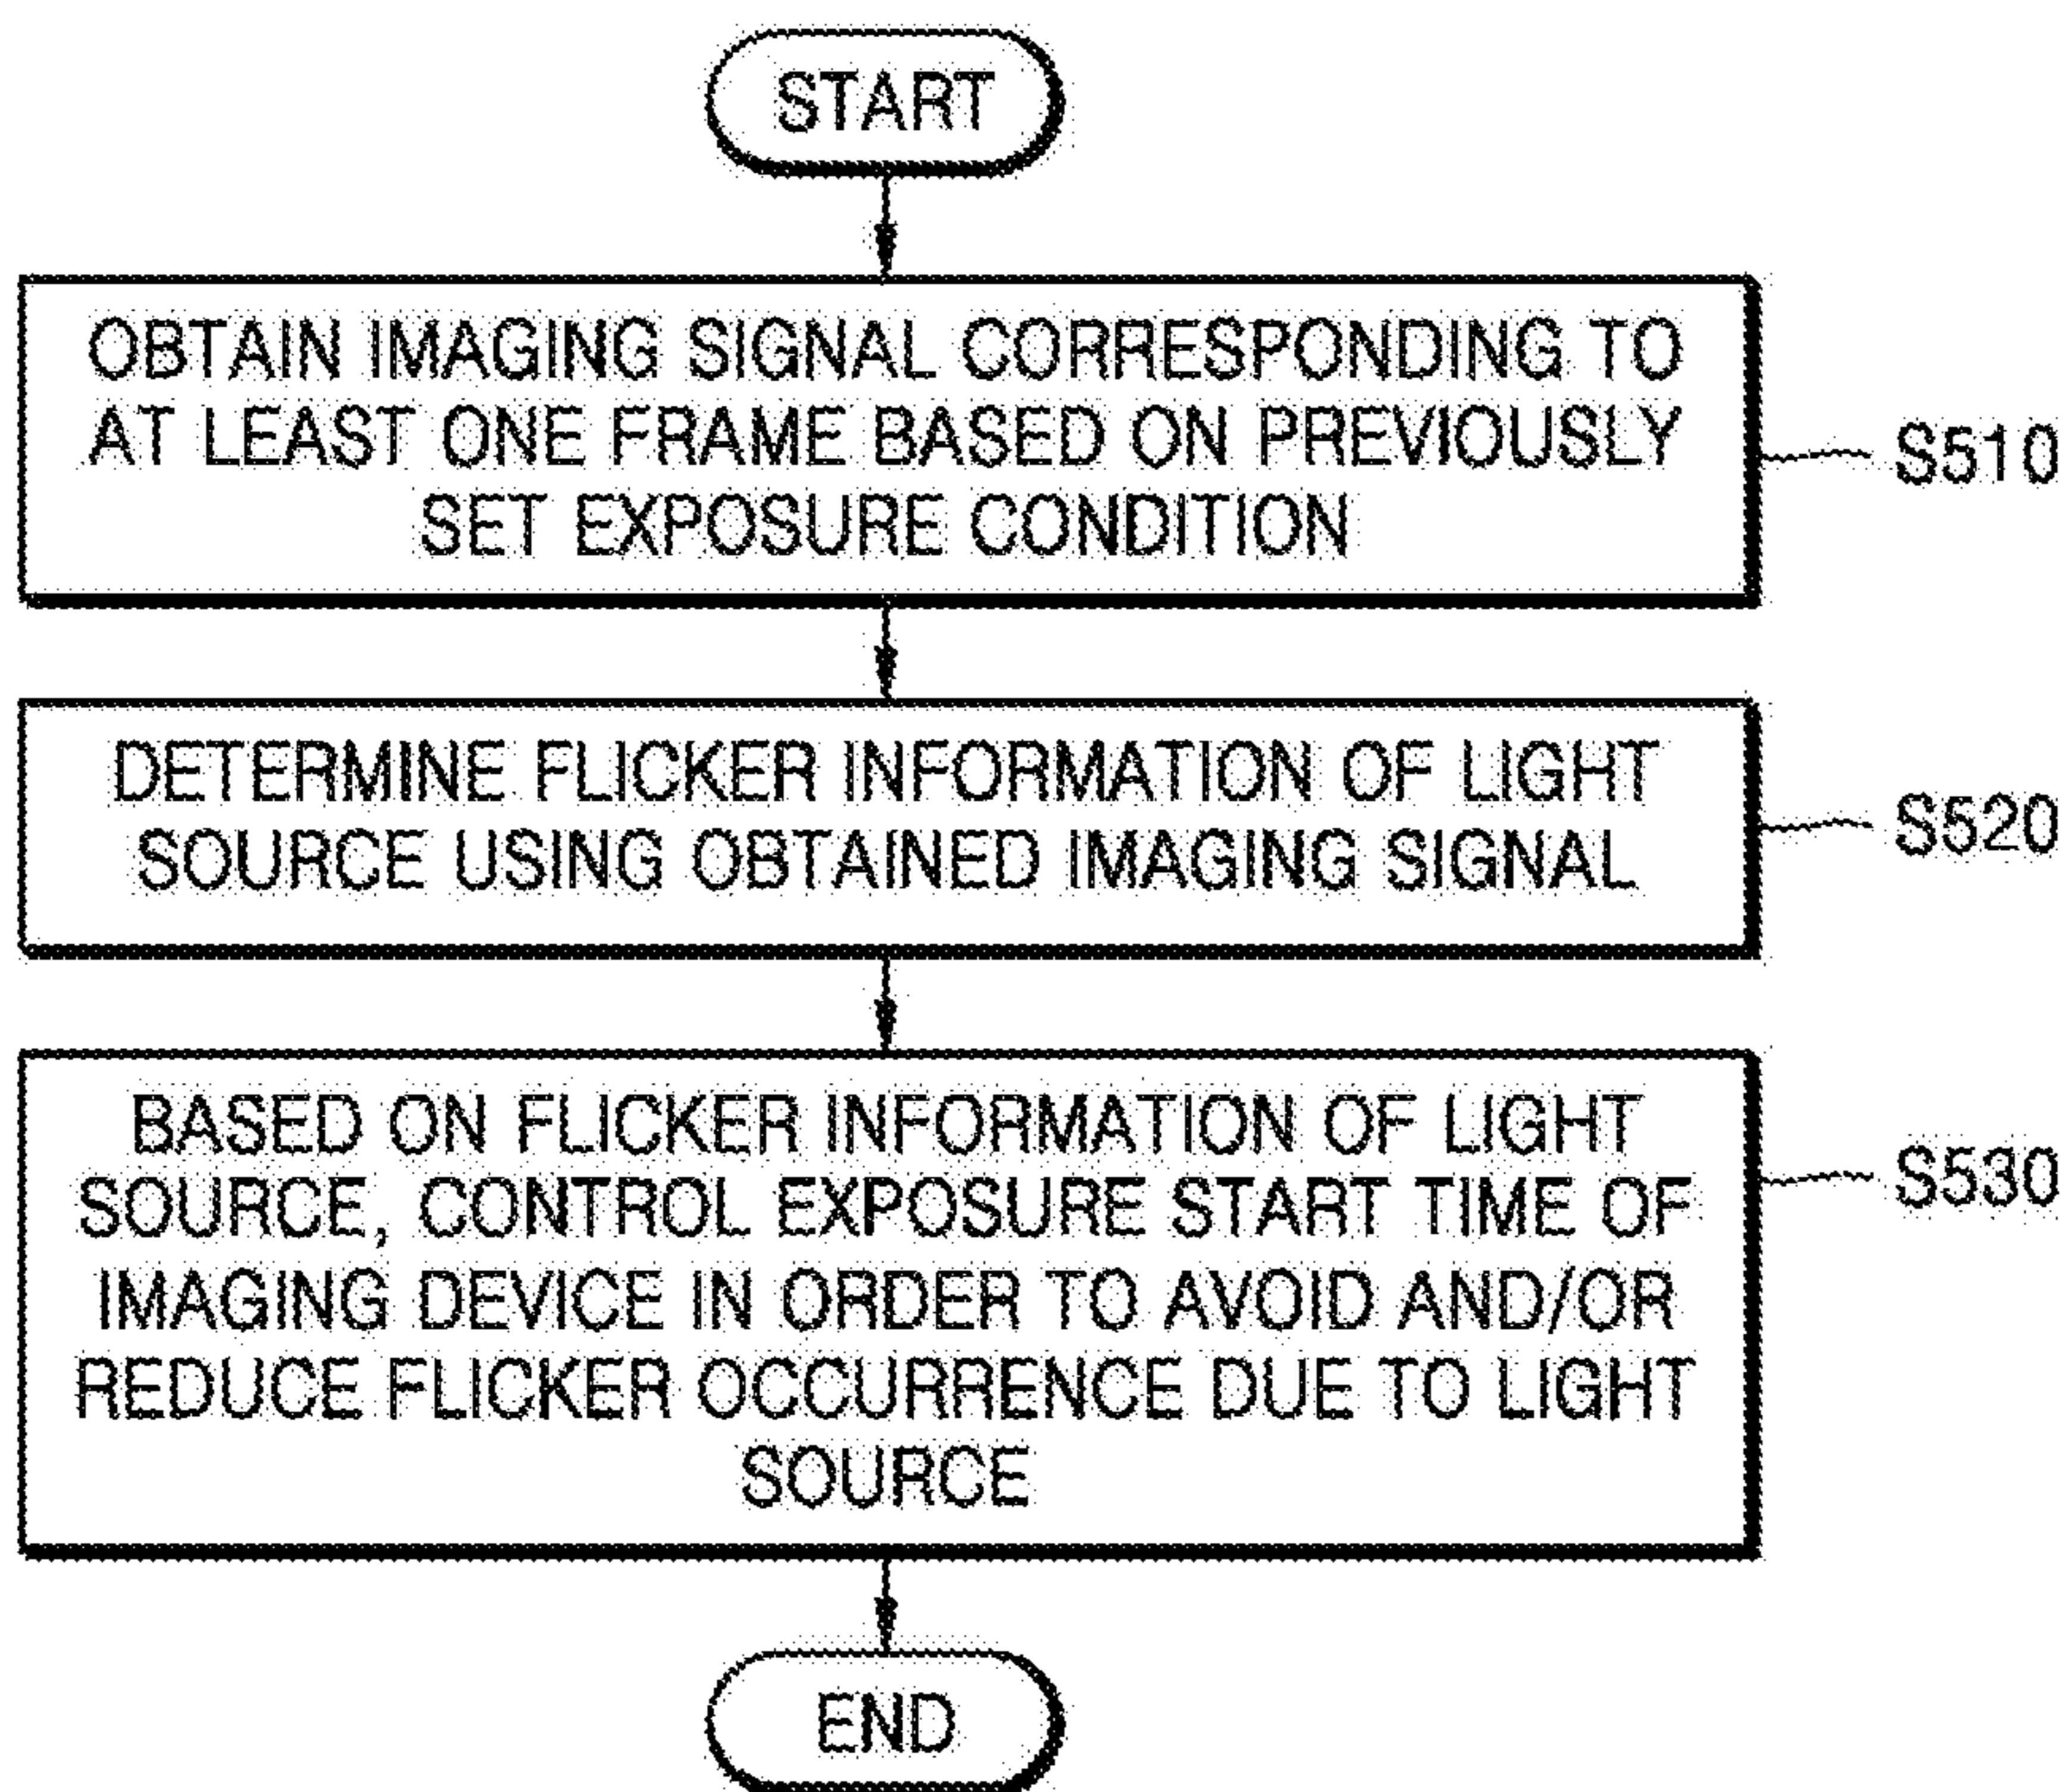 START
OBTAIN IMAGING SIGNAL CORRESPONDING TO
AT LEAST ONE FRAME BASED ON PREVIOUSLY
SET EXPOSURE CONDITION
S510
DETERMINE FLICKER INFORMATION OF LIGHT
SOURCE USING OBTAINED IMAGING SIGNAL
S520
BASED ON FLICKER INFORMATION OF LIGHT
SOURCE, CONTROL EXPOSURE START TIME OF
IMAGING DEVICE IN ORDER TO AVOID AND/OR
REDUCE FLICKER OCCURRENCE DUE TO LIGHT
SOURCE
S530
END